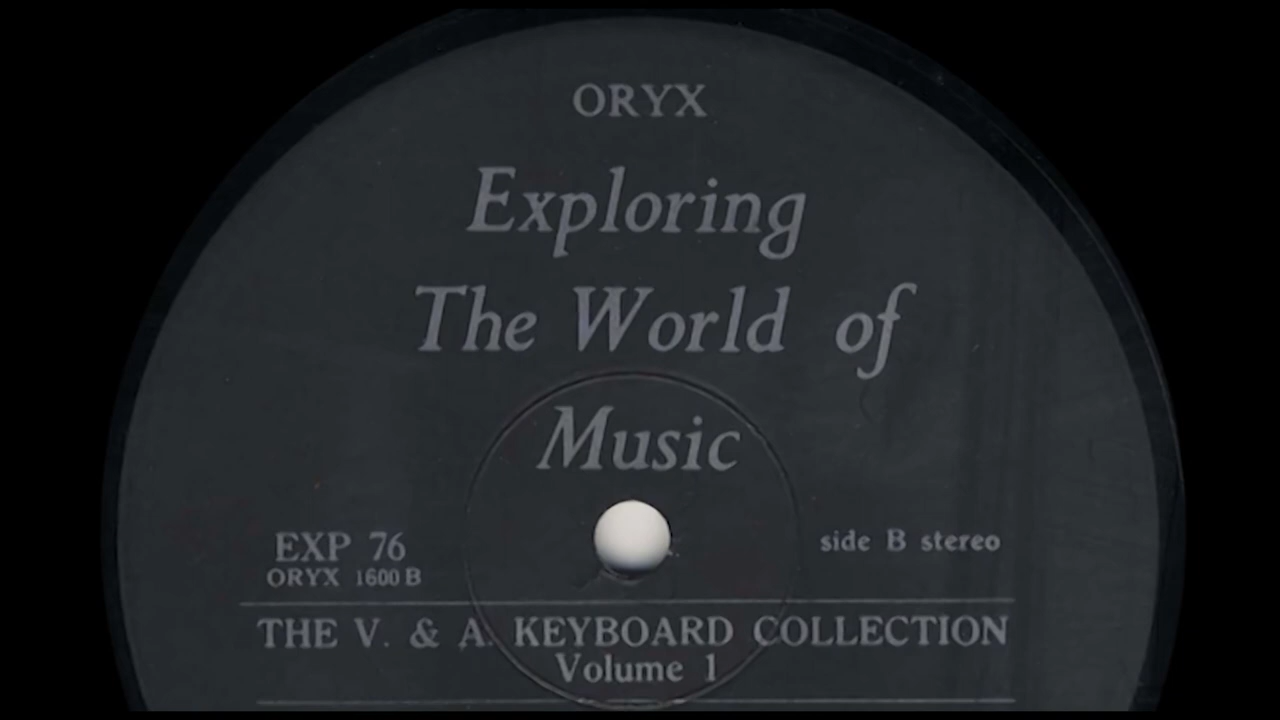 ORYX
Exploring
The World of
Music
EXP 76 side B stereo
ORYX 1600 B
THE V. & A. KEYBOARD COLLECTION
Volume 1